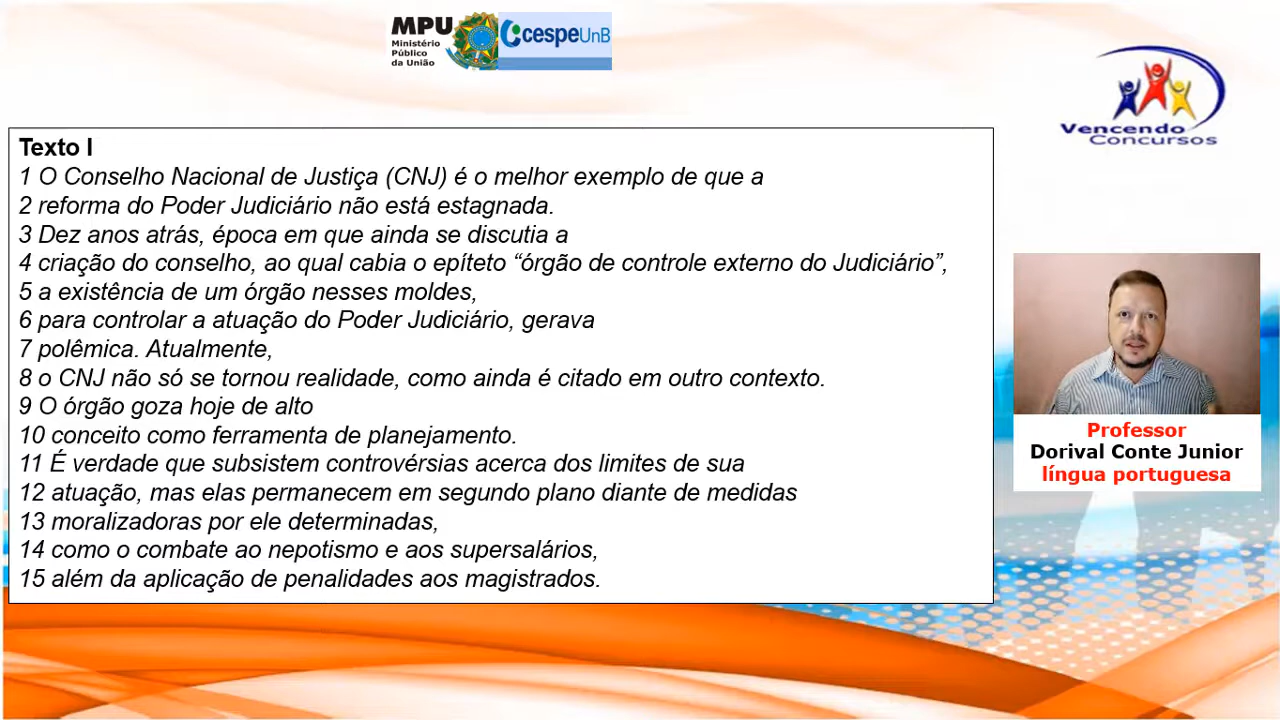 MPU
Ministério
Público
da União
cespeUnB
Vencendo
Concursos
Texto I
1 O Conselho Nacional de Justiça (CNJ) é o melhor exemplo de que a
2 reforma do Poder Judiciário não está estagnada.
3 Dez anos atrás, época em que ainda se discutia a
4 criação do conselho, ao qual cabia o epíteto “órgão de controle externo do Judiciário”,
5 a existência de um órgão nesses moldes,
6 para controlar a atuação do Poder Judiciário, gerava
7 polêmica. Atualmente,
8 o CNJ não só se tornou realidade, como ainda é citado em outro contexto.
9 O órgão goza hoje de alto
10 conceito como ferramenta de planejamento.
11 É verdade que subsistem controvérsias acerca dos limites de sua
12 atuação, mas elas permanecem em segundo plano diante de medidas
13 moralizadoras por ele determinadas,
14 como o combate ao nepotismo e aos supersalários,
15 além da aplicação de penalidades aos magistrados.
Professor
Dorival Conte Junior
língua portuguesa